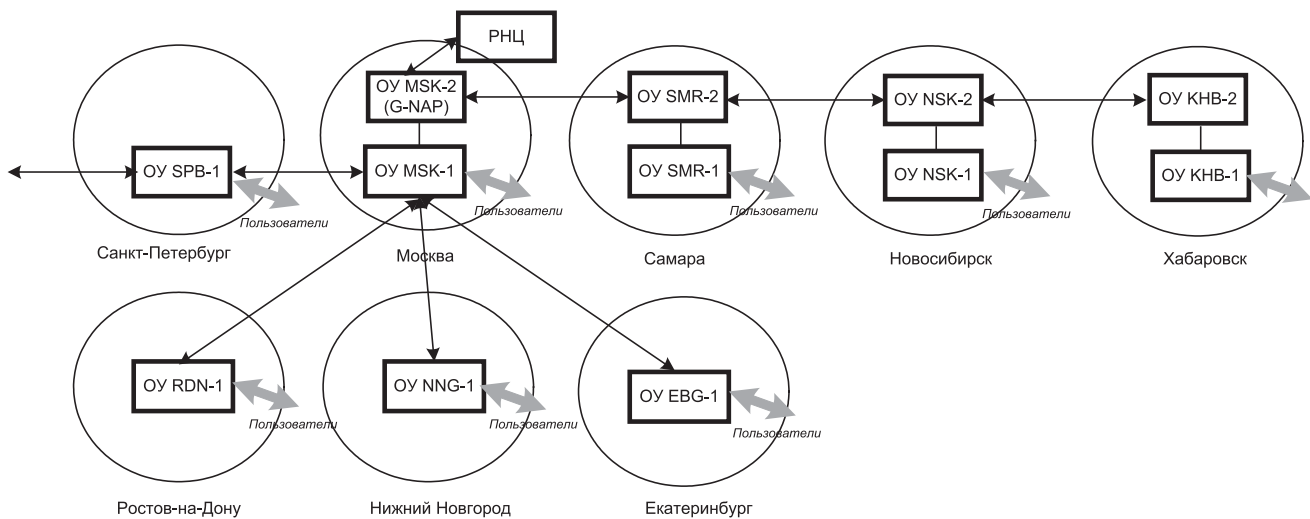 РНЦ
ОУ MSK-2
(G-NAP)
ОУ SMR-2
ОУ NSK-2
ОУ KHB-2
ОУ SPB-1
ОУ MSK-1
ОУ SMR-1
ОУ NSK-1
ОУ KHB-1
Пользователи
Пользователи
Пользователи
Пользователи
Пользователи
Санкт-Петербург
Москва
Самара
Новосибирск
Хабаровск
ОУ RDN-1
ОУ NNG-1
ОУ EBG-1
Пользователи
Пользователи
Пользователи
Ростов-на-Дону
Нижний Новгород
Екатеринбург